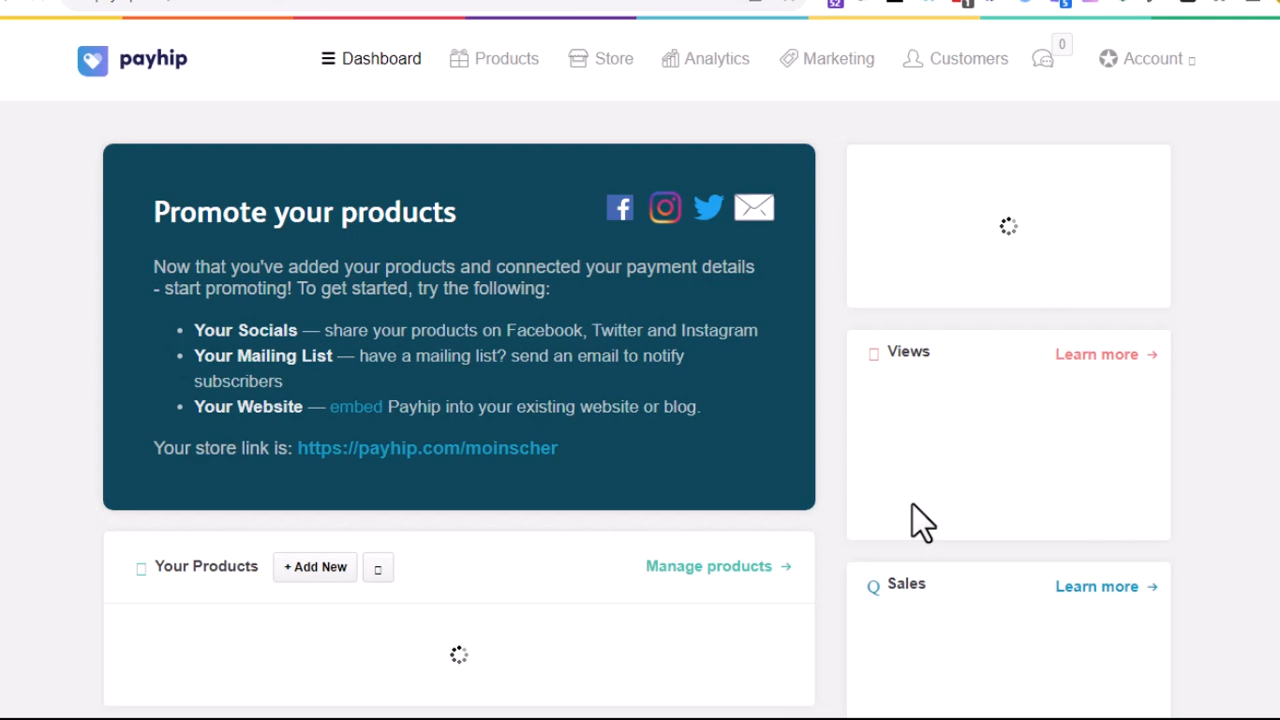 payhip
Dashboard
Products
Store
Analytics
Marketing
Customers
0
Account
Promote your products
Now that you've added your products and connected your payment details
- start promoting! To get started, try the following:
• Your Socials — share your products on Facebook, Twitter and Instagram
• Your Mailing List — have a mailing list? send an email to notify
subscribers
• Your Website — embed Payhip into your existing website or blog.
Your store link is: https://payhip.com/moinscher
Views
Learn more →
Your Products
+ Add New
Manage products →
Sales
Learn more →